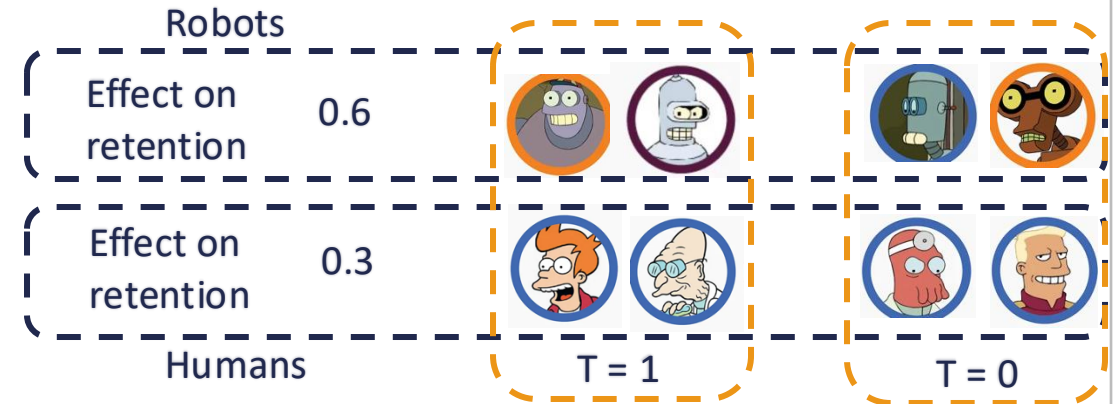 Robots
Effect on
retention
0.6
Effect on
retention
0.3
Humans
T = 1
T = 0